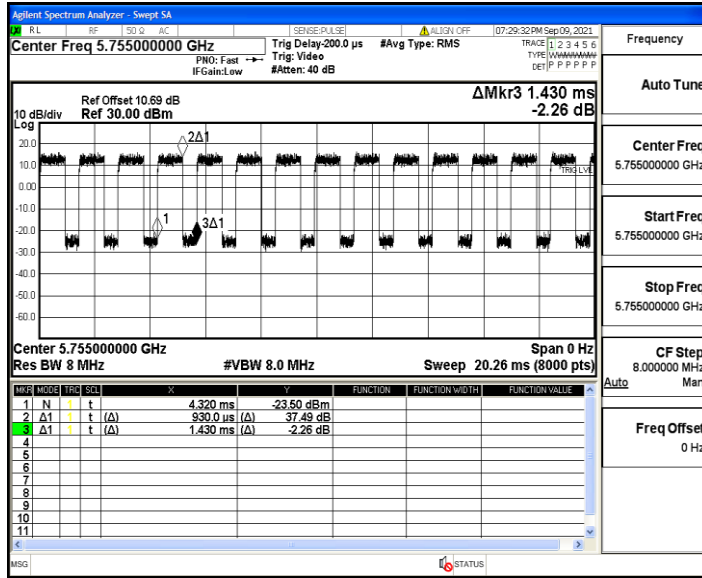 Agilent Spectrum Analyzer - Swept SA
LXI RL RF 50 Ω AC SENSE:PULSE ALIGN OFF 07:29:32 PM Sep 09, 2021
Center Freq 5.755000000 GHz
PNO: Fast
IFGain:Low
Trig Delay-200.0 µs
Trig: Video
#Atten: 40 dB
#Avg Type: RMS
TRACE 1 2 3 4 5 6
TYPE WWWWWW
DET P P P P P P
Frequency
Auto Tune
Ref Offset 10.69 dB
Ref 30.00 dBm
10 dB/div
Log
ΔMkr3 1.430 ms
-2.26 dB
20.0
10.0
0.00
-10.0
-20.0
-30.0
-40.0
-50.0
-60.0
2Δ1
1
3Δ1
TRIG LVL
Center Freq
5.755000000 GHz
Start Freq
5.755000000 GHz
Stop Freq
5.755000000 GHz
Center 5.755000000 GHz Span 0 Hz
Res BW 8 MHz #VBW 8.0 MHz Sweep 20.26 ms (8000 pts)
CF Step
8.000000 MHz
Auto Man
Freq Offset
0 Hz
MKR MODE TRC SCL X Y FUNCTION FUNCTION WIDTH FUNCTION VALUE
1 N 1 t 4.320 ms -23.50 dBm
2 Δ1 1 t (Δ) 930.0 µs (Δ) 37.49 dB
3 Δ1 1 t (Δ) 1.430 ms (Δ) -2.26 dB
4
5
6
7
8
9
10
11
MSG STATUS